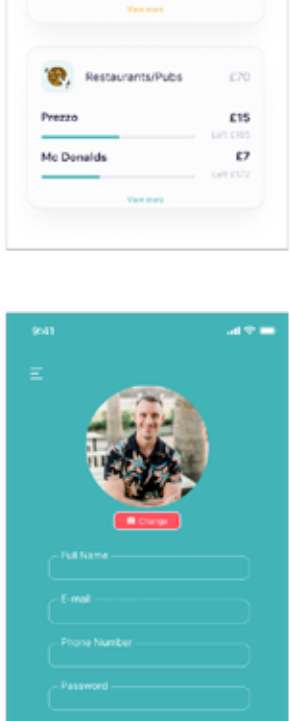 View more
Restaurants/Pubs £70
Prezzo £15
Left £165
Mc Donalds £7
Left £172
View more
9:41
Change
Full Name
E-mail
Phone Number
Password